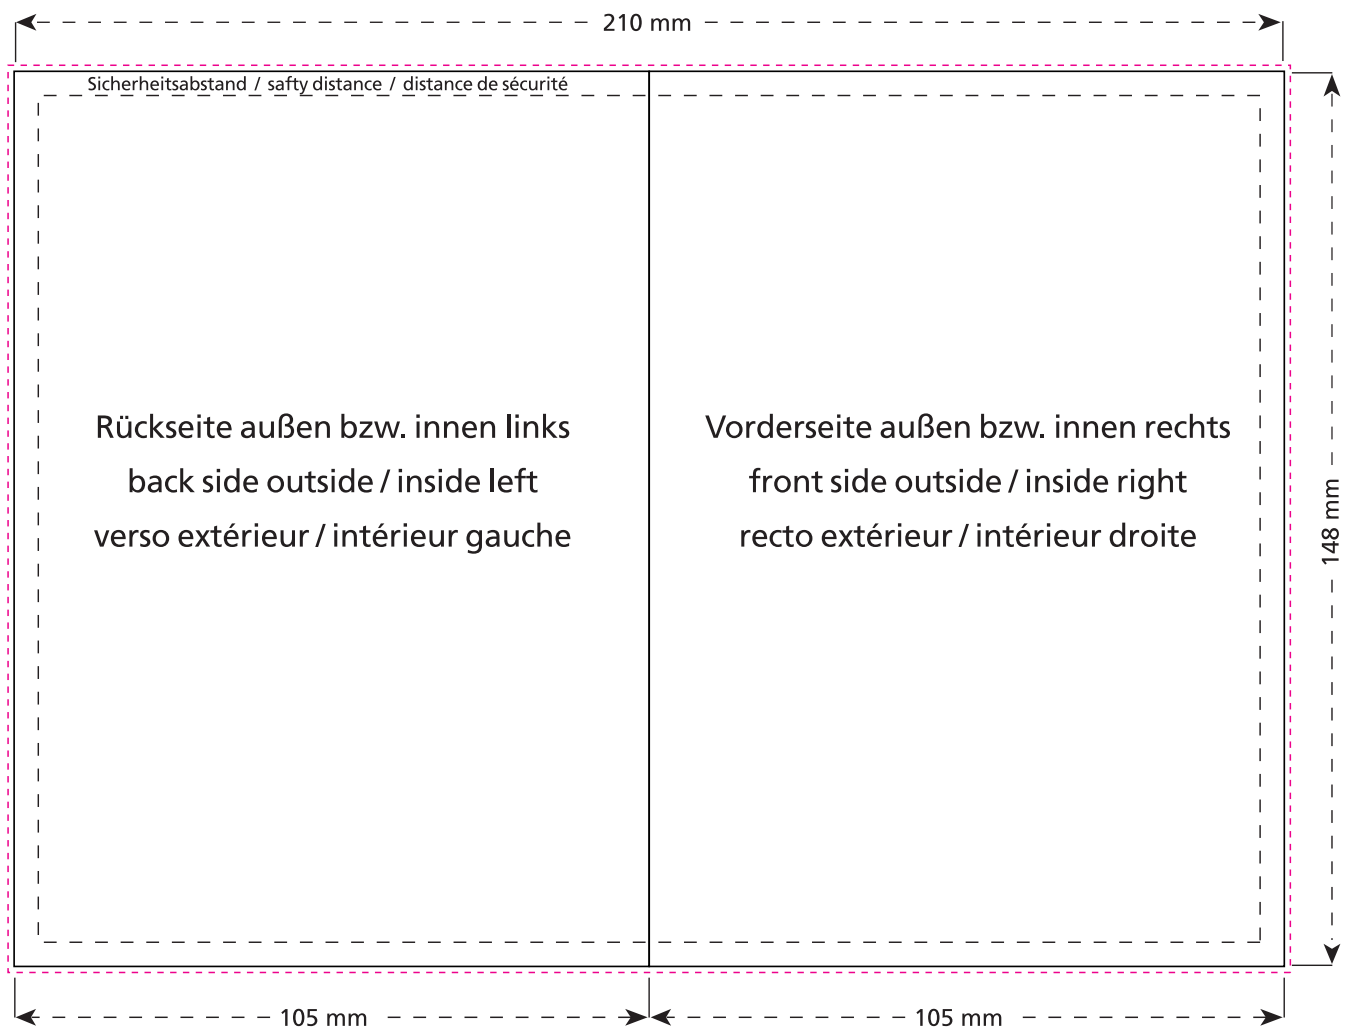 210 mm
Sicherheitsabstand / safty distance / distance de sécurité
Rückseite außen bzw. innen links
back side outside / inside left
verso extérieur / intérieur gauche
Vorderseite außen bzw. innen rechts
front side outside / inside right
recto extérieur / intérieur droite
148 mm
105 mm
105 mm